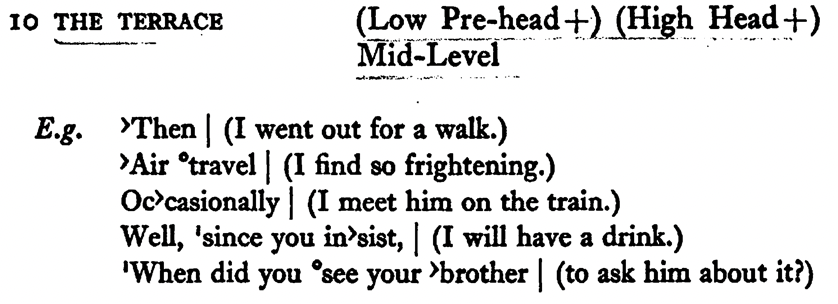 10 THE TERRACE (Low Pre-head+) (High Head+)
Mid-Level
E.g. ˃Then | (I went out for a walk.)
˃Air °travel | (I find so frightening.)
Oc˃casionally | (I meet him on the train.)
Well, ˈsince you in˃sist, | (I will have a drink.)
ˈWhen did you °see your ˃brother | (to ask him about it?)